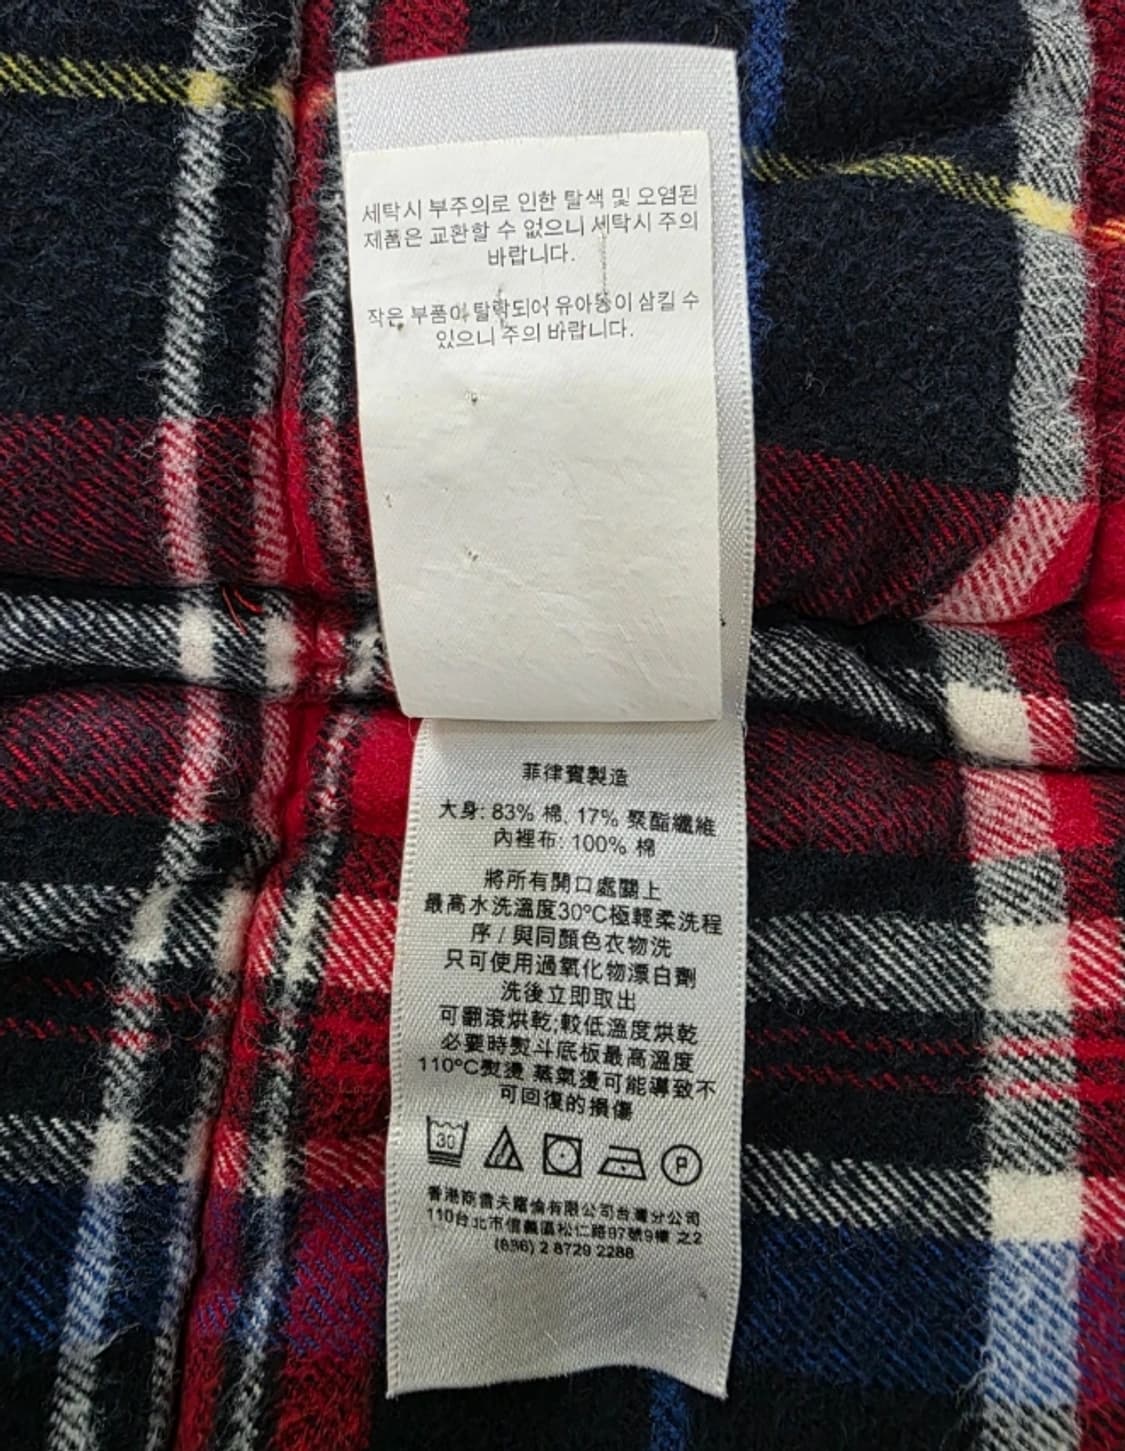 세탁시 부주의로 인한 탈색 및 오염된
제품은 교환할 수 없으니 세탁시 주의
바랍니다.
작은 부품이 탈락되어 유아동이 삼킬 수
있으니 주의 바랍니다.
菲律賓製造
大身: 83% 棉, 17% 聚酯纖維
內裡布: 100% 棉
將所有開口處關上
最高水洗溫度30°C極輕柔洗程
序 / 與同顏色衣物洗
只可使用過氧化物漂白劑
洗後立即取出
可翻滾烘乾;較低溫度烘乾
必要時熨斗底板最高溫度
110°C熨燙 蒸氣燙可能導致不
可回復的損傷
30 P
香港商雷夫羅倫有限公司台灣分公司
110台北市信義區松仁路97號9樓 之2
(886) 2 8729 2288